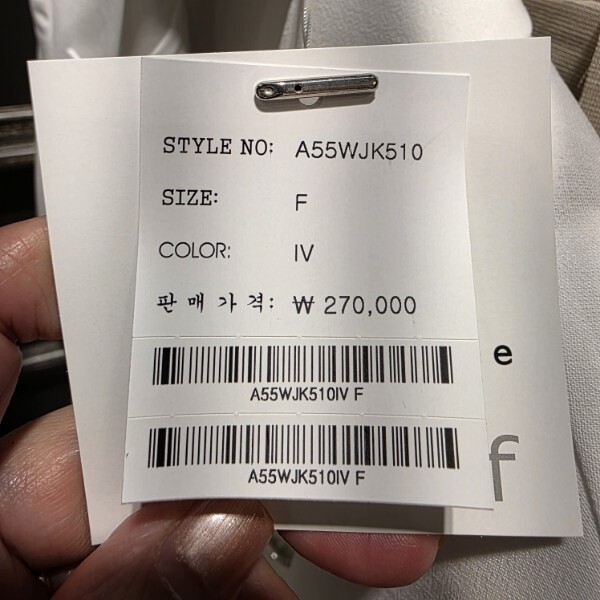 STYLE NO: A55WJK510
SIZE: F
COLOR: IV
판매가격: ₩ 270,000
A55WJK510IV F
e
A55WJK510IV F
f